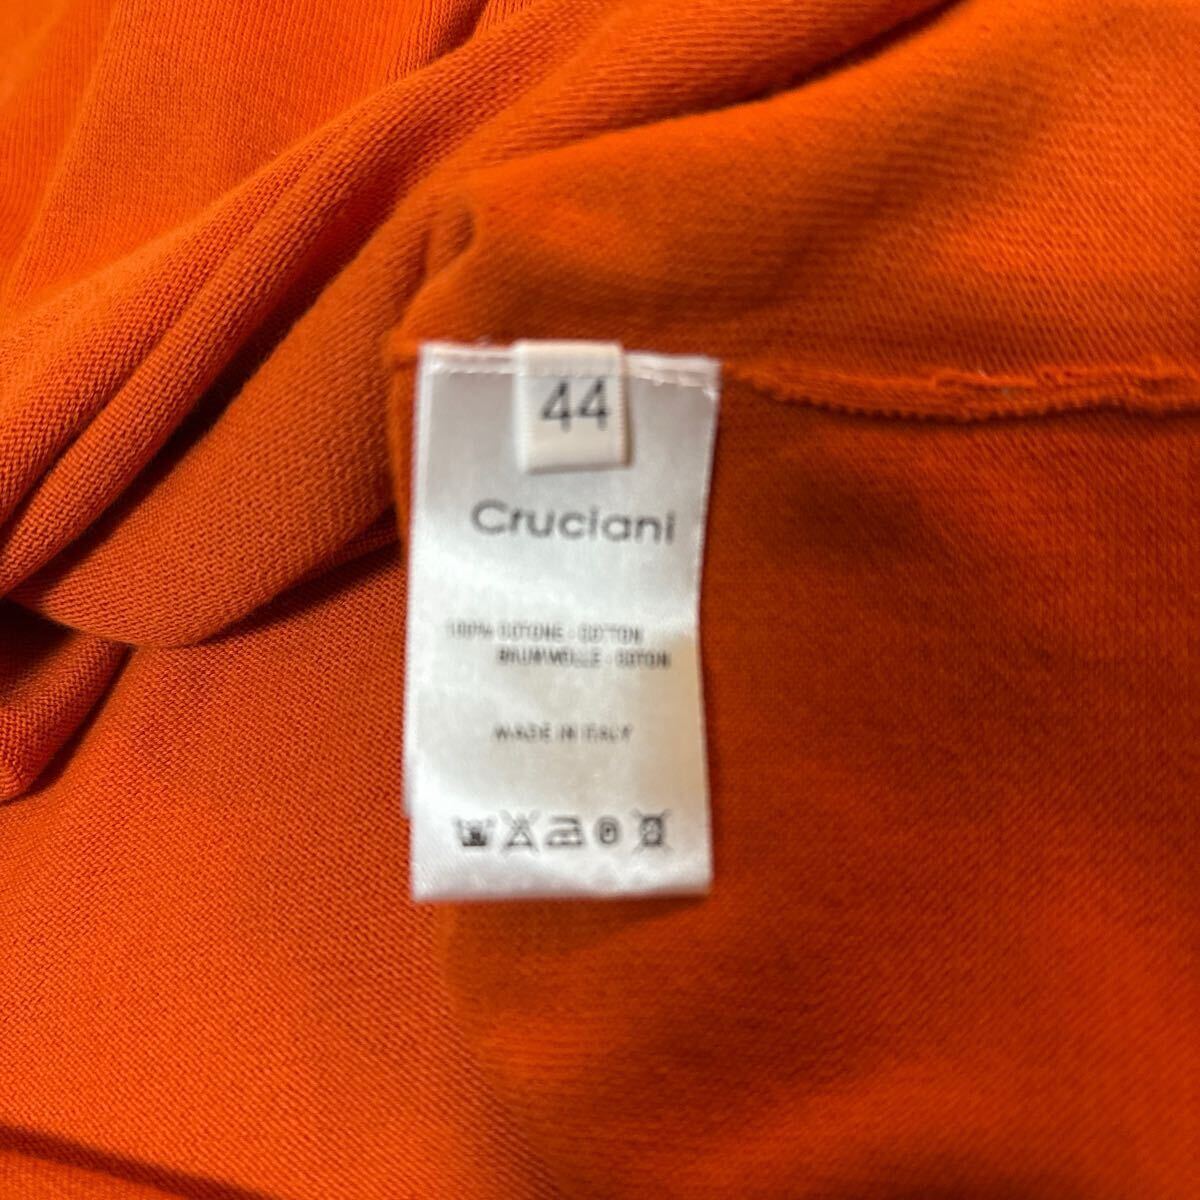 44
Cruciani
100% COTONE - COTTON
BAUMWOLLE - COTON
MADE IN ITALY